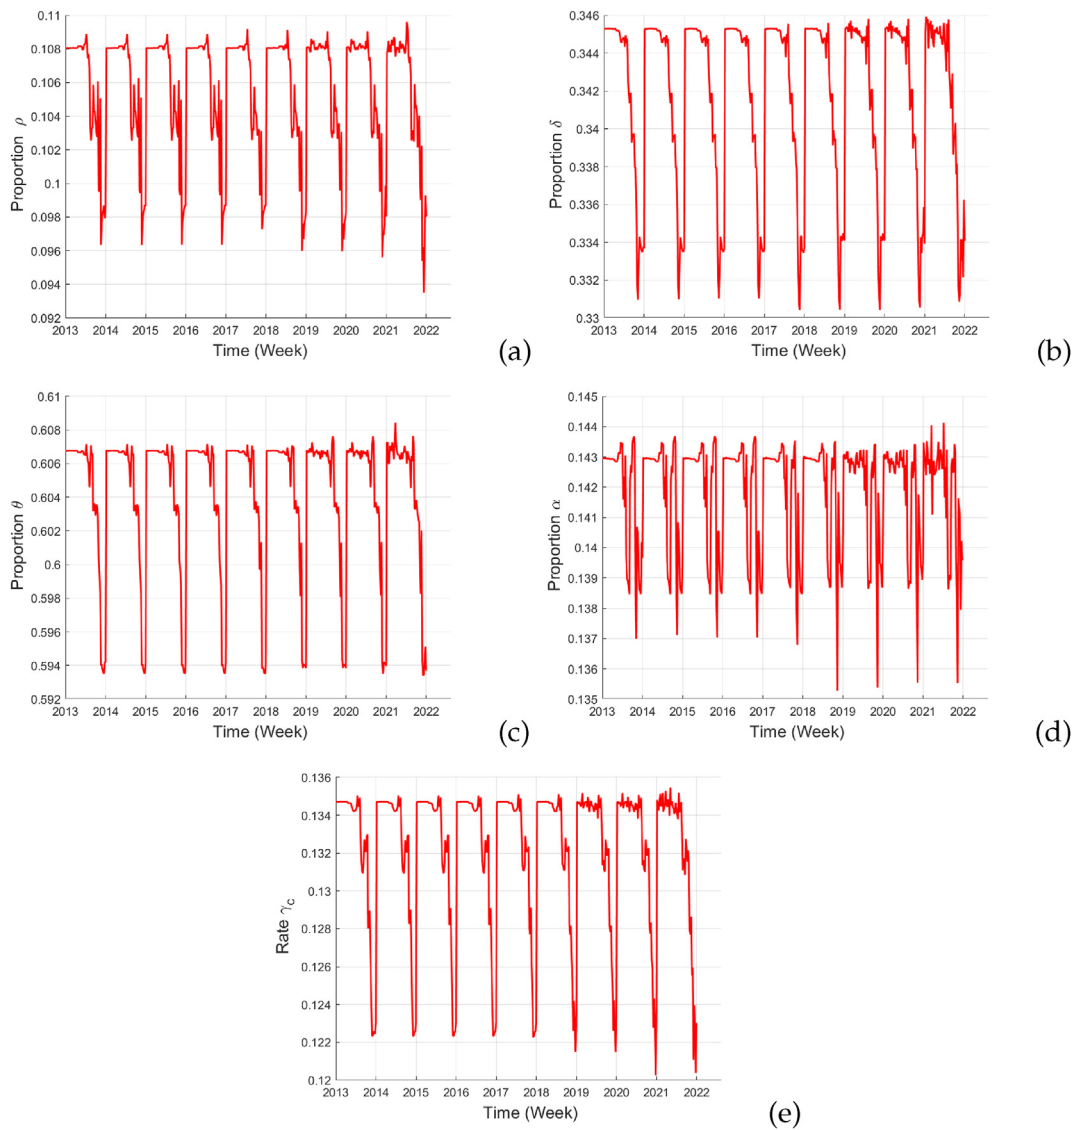 0.11
0.108
0.106
0.104
0.102
0.1
0.098
0.096
0.094
0.092
Proportion ρ
2013 2014 2015 2016 2017 2018 2019 2020 2021 2022
Time (Week)
(a)
0.346
0.344
0.342
0.34
0.338
0.336
0.334
0.332
0.33
Proportion δ
2013 2014 2015 2016 2017 2018 2019 2020 2021 2022
Time (Week)
(b)
0.61
0.608
0.606
0.604
0.602
0.6
0.598
0.596
0.594
0.592
Proportion θ
2013 2014 2015 2016 2017 2018 2019 2020 2021 2022
Time (Week)
(c)
0.145
0.144
0.143
0.142
0.141
0.14
0.139
0.138
0.137
0.136
0.135
Proportion α
2013 2014 2015 2016 2017 2018 2019 2020 2021 2022
Time (Week)
(d)
0.136
0.134
0.132
0.13
0.128
0.126
0.124
0.122
0.12
Rate γc
2013 2014 2015 2016 2017 2018 2019 2020 2021 2022
Time (Week)
(e)